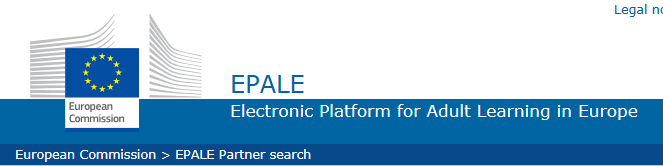 Legal no
EPALE
Electronic Platform for Adult Learning in Europe
European
Commission
European Commission > EPALE Partner search